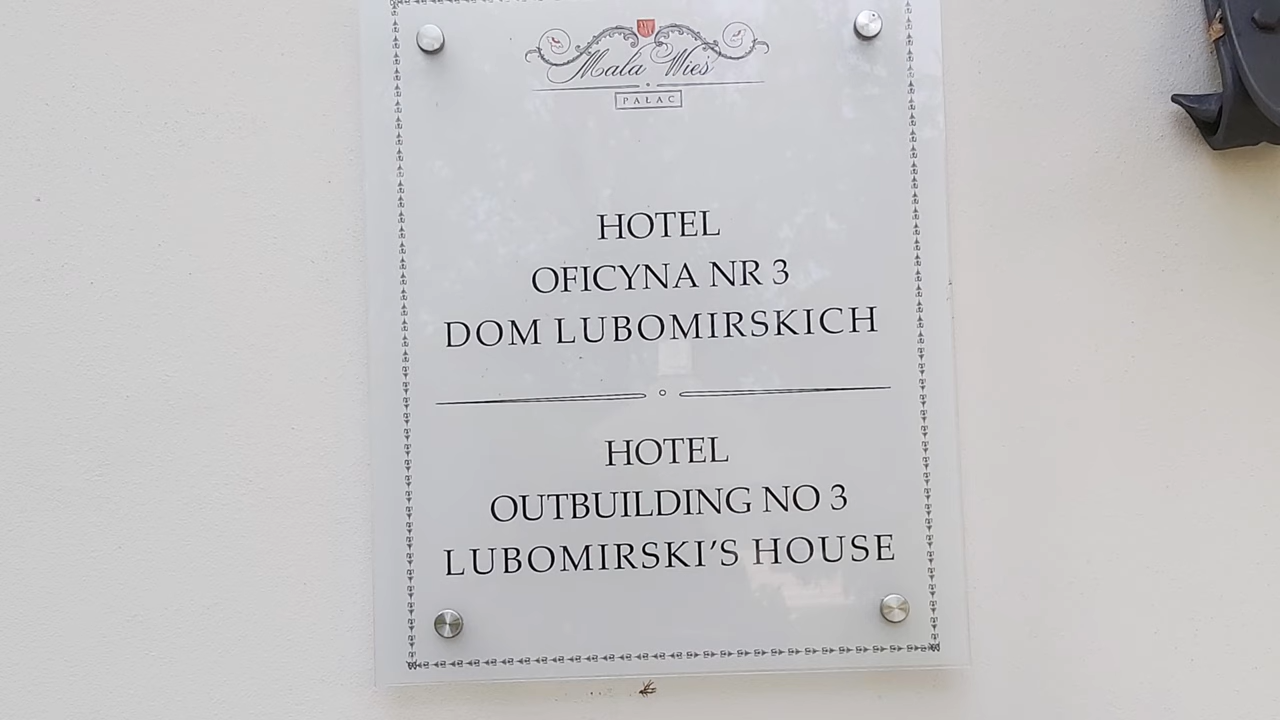 Mała Wieś
PAŁAC
HOTEL
OFICYNA NR 3
DOM LUBOMIRSKICH
HOTEL
OUTBUILDING NO 3
LUBOMIRSKI'S HOUSE